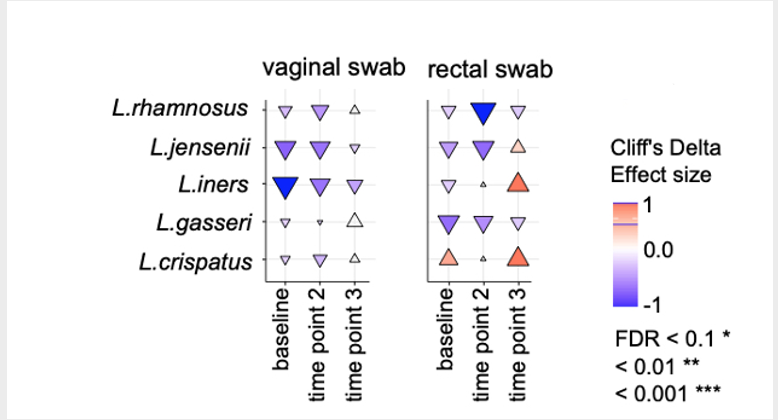 vaginal swab
rectal swab
L.rhamnosus
L.jensenii
L.iners
L.gasseri
L.crispatus
baseline
time point 2
time point 3
baseline
time point 2
time point 3
Cliff's Delta
Effect size
1
0.0
-1
FDR < 0.1 *
< 0.01 **
< 0.001 ***